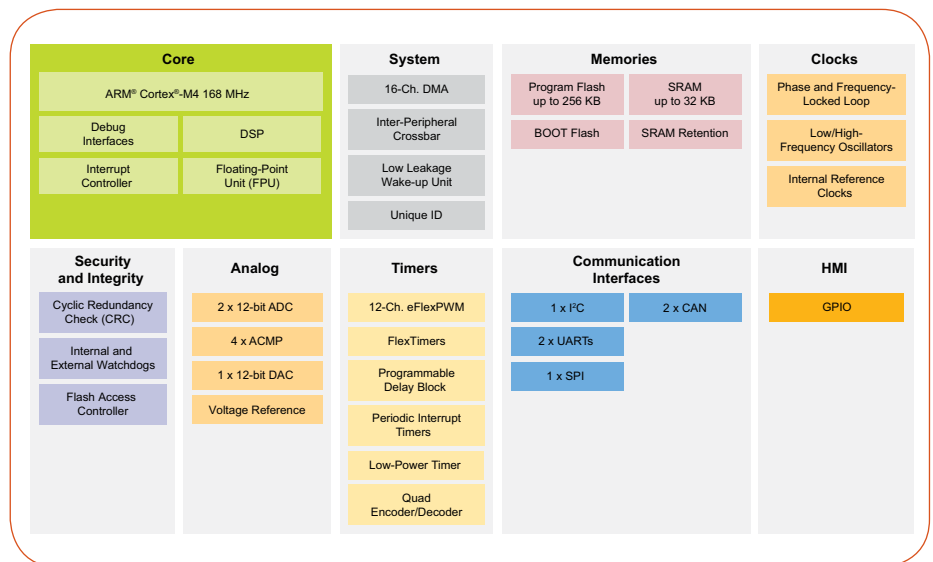 Core
ARM® Cortex®-M4 168 MHz
Debug
Interfaces
DSP
Interrupt
Controller
Floating-Point
Unit (FPU)
System
16-Ch. DMA
Inter-Peripheral
Crossbar
Low Leakage
Wake-up Unit
Unique ID
Memories
Program Flash
up to 256 KB
SRAM
up to 32 KB
BOOT Flash
SRAM Retention
Clocks
Phase and Frequency-
Locked Loop
Low/High-
Frequency Oscillators
Internal Reference
Clocks
Security
and Integrity
Cyclic Redundancy
Check (CRC)
Internal and
External Watchdogs
Flash Access
Controller
Analog
2 x 12-bit ADC
4 x ACMP
1 x 12-bit DAC
Voltage Reference
Timers
12-Ch. eFlexPWM
FlexTimers
Programmable
Delay Block
Periodic Interrupt
Timers
Low-Power Timer
Quad
Encoder/Decoder
Communication
Interfaces
1 x I²C
2 x CAN
2 x UARTs
1 x SPI
HMI
GPIO